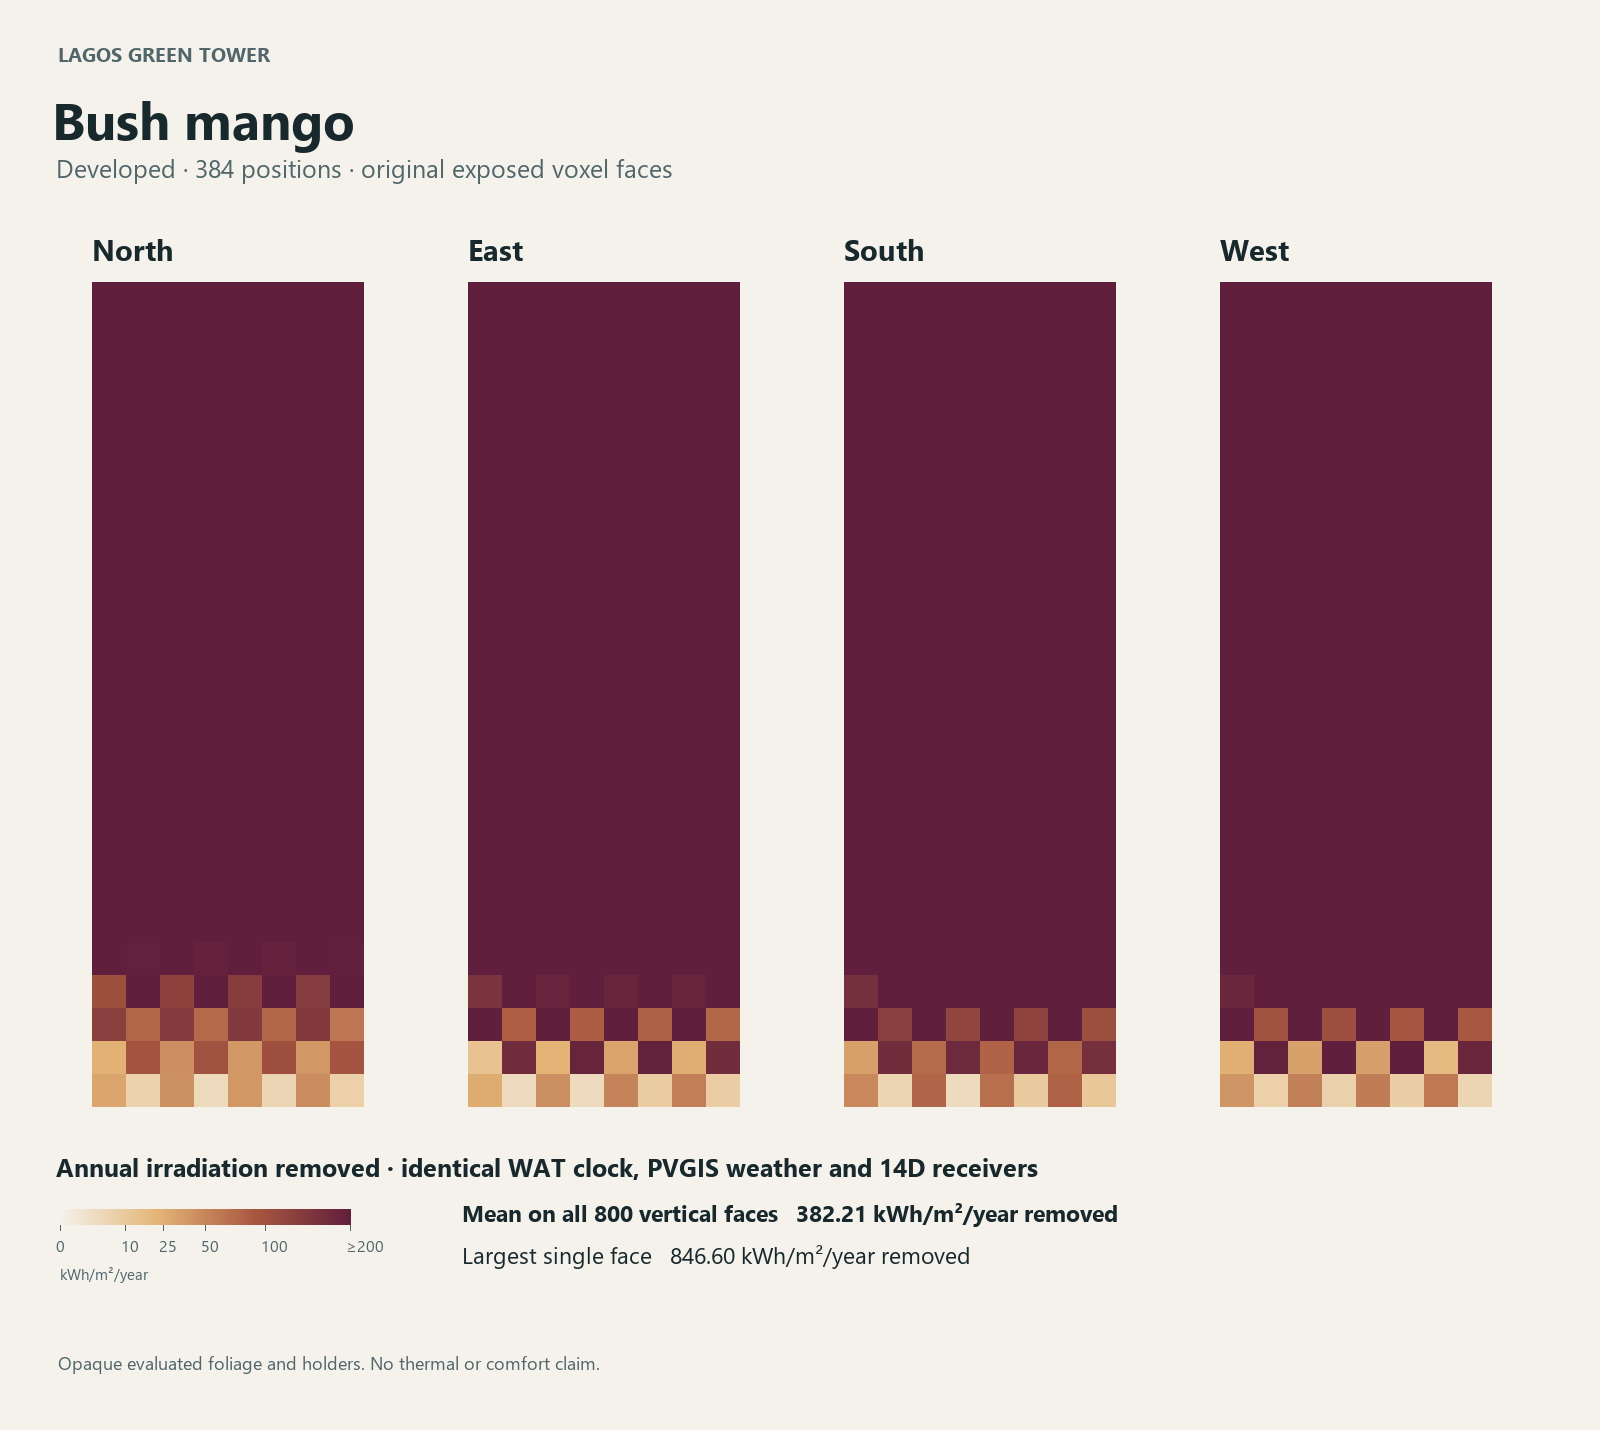 LAGOS GREEN TOWER
Bush mango
Developed · 384 positions · original exposed voxel faces
North East South West
Annual irradiation removed · identical WAT clock, PVGIS weather and 14D receivers
Mean on all 800 vertical faces 382.21 kWh/m²/year removed
0 10 25 50 100 ≥200
Largest single face 846.60 kWh/m²/year removed
kWh/m²/year
Opaque evaluated foliage and holders. No thermal or comfort claim.